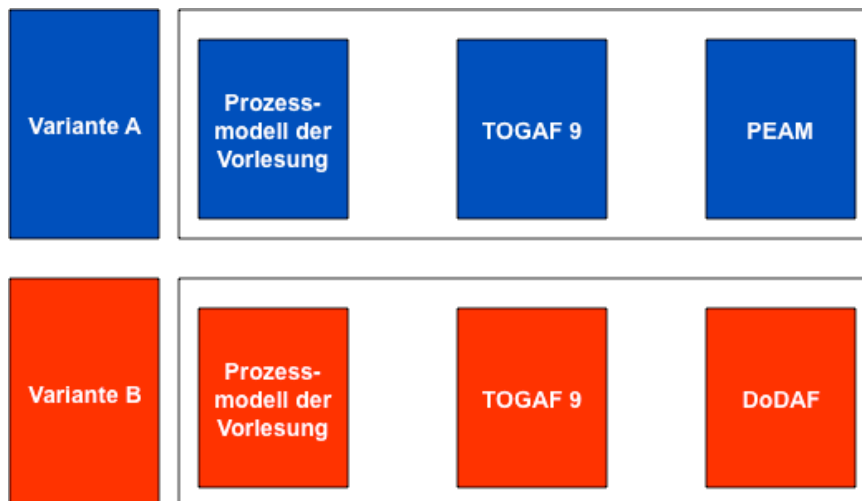 Variante A
Prozess-
modell der
Vorlesung
TOGAF 9
PEAM
Variante B
Prozess-
modell der
Vorlesung
TOGAF 9
DoDAF